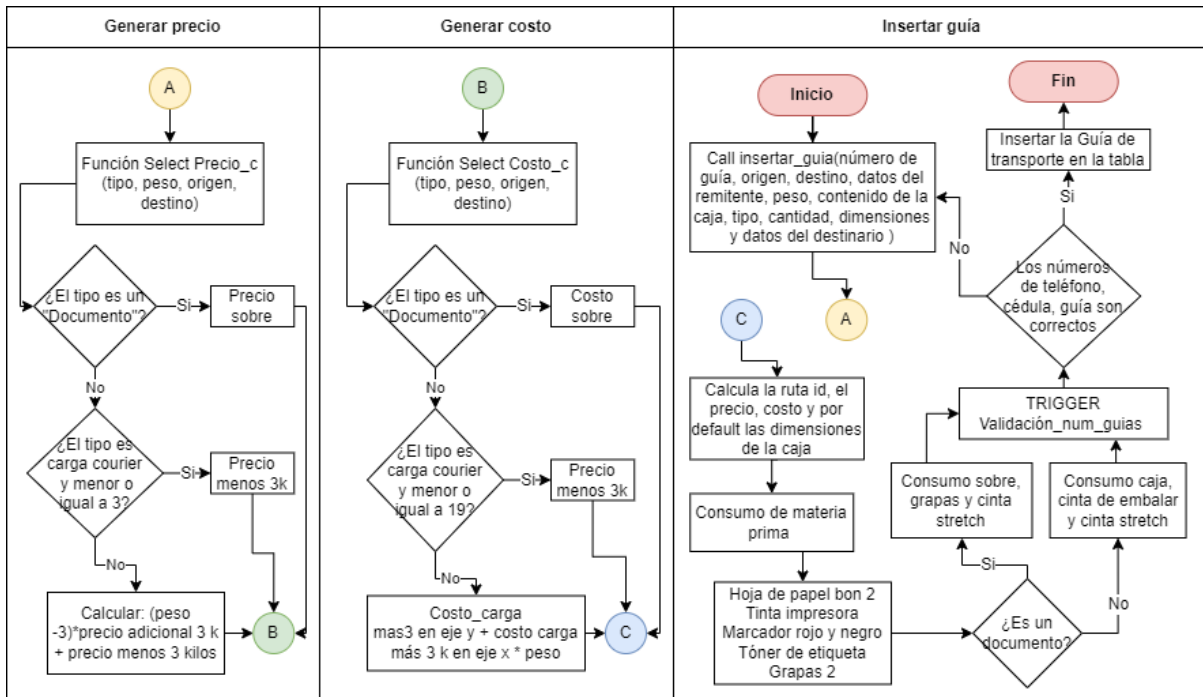 Generar precio
A
Función Select Precio_c
(tipo, peso, origen,
destino)
¿El tipo es un
"Documento"?
Si
Precio
sobre
No
¿El tipo es
carga courier
y menor o
igual a 3?
Si
Precio
menos 3k
No
Calcular: (peso
-3)*precio adicional 3 k
+ precio menos 3 kilos
B
Generar costo
B
Función Select Costo_c
(tipo, peso, origen,
destino)
¿El tipo es un
"Documento"?
Si
Costo
sobre
No
¿El tipo es
carga courier
y menor o
igual a 19?
Si
Precio
menos 3k
No
Costo_carga
mas3 en eje y + costo carga
más 3 k en eje x * peso
C
Insertar guía
Inicio
Call insertar_guia(número de
guía, origen, destino, datos del
remitente, peso, contenido de la
caja, tipo, cantidad, dimensiones
y datos del destinario )
A
C
Calcula la ruta id, el
precio, costo y por
default las dimensiones
de la caja
Consumo de materia
prima
Hoja de papel bon 2
Tinta impresora
Marcador rojo y negro
Tóner de etiqueta
Grapas 2
¿Es un
documento?
Si
Consumo sobre,
grapas y cinta
stretch
No
Consumo caja,
cinta de embalar
y cinta stretch
TRIGGER
Validación_num_guias
Los números
de teléfono,
cédula, guía son
correctos
No
Si
Insertar la Guía de
transporte en la tabla
Fin